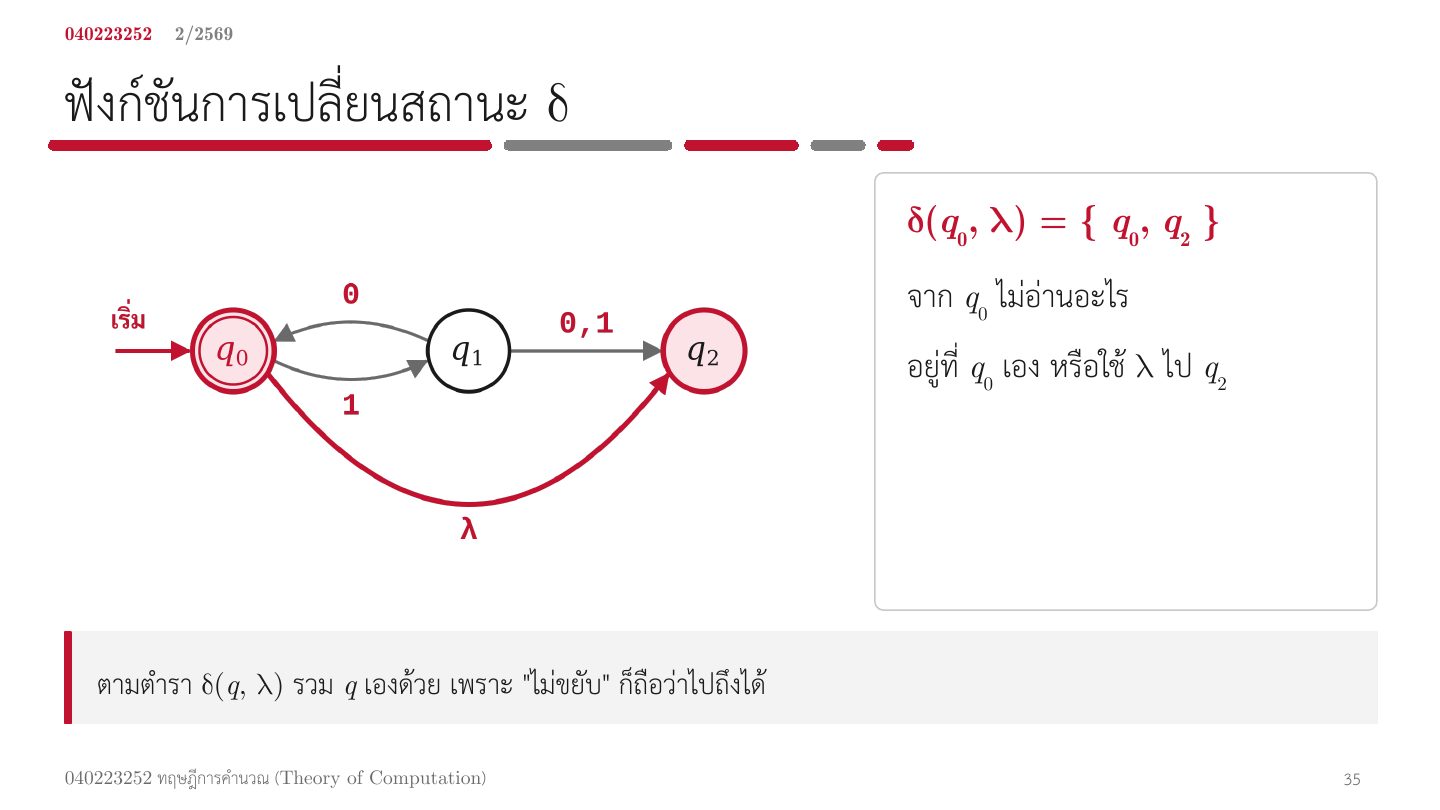 040223252 2/2569
ฟังก์ชันการเปลี่ยนสถานะ δ
δ(q₀, λ) = { q₀, q₂ }
จาก q₀ ไม่อ่านอะไร
อยู่ที่ q₀ เอง หรือใช้ λ ไป q₂
เริ่ม
0
0,1
q₀
q₁
q₂
1
λ
ตามตำรา δ(q, λ) รวม q เองด้วย เพราะ "ไม่ขยับ" ก็ถือว่าไปถึงได้
040223252 ทฤษฎีการคำนวณ (Theory of Computation)
35